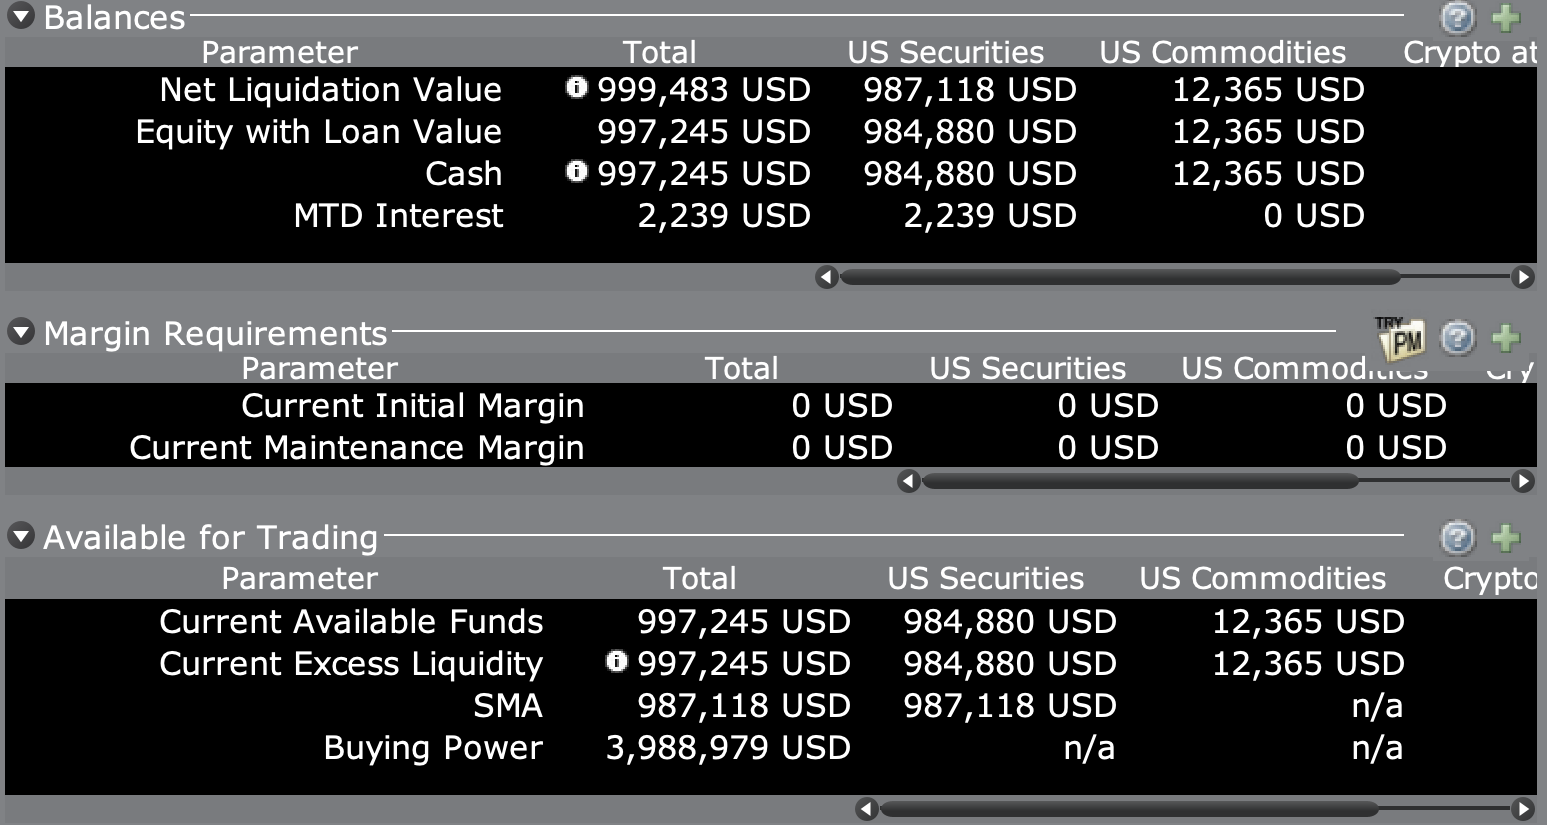 Balances
Parameter Total US Securities US Commodities Crypto at
Net Liquidation Value 999,483 USD 987,118 USD 12,365 USD
Equity with Loan Value 997,245 USD 984,880 USD 12,365 USD
Cash 997,245 USD 984,880 USD 12,365 USD
MTD Interest 2,239 USD 2,239 USD 0 USD
Margin Requirements TRY PM
Parameter Total US Securities US Commodities Cry
Current Initial Margin 0 USD 0 USD 0 USD
Current Maintenance Margin 0 USD 0 USD 0 USD
Available for Trading
Parameter Total US Securities US Commodities Crypto
Current Available Funds 997,245 USD 984,880 USD 12,365 USD
Current Excess Liquidity 997,245 USD 984,880 USD 12,365 USD
SMA 987,118 USD 987,118 USD n/a
Buying Power 3,988,979 USD n/a n/a